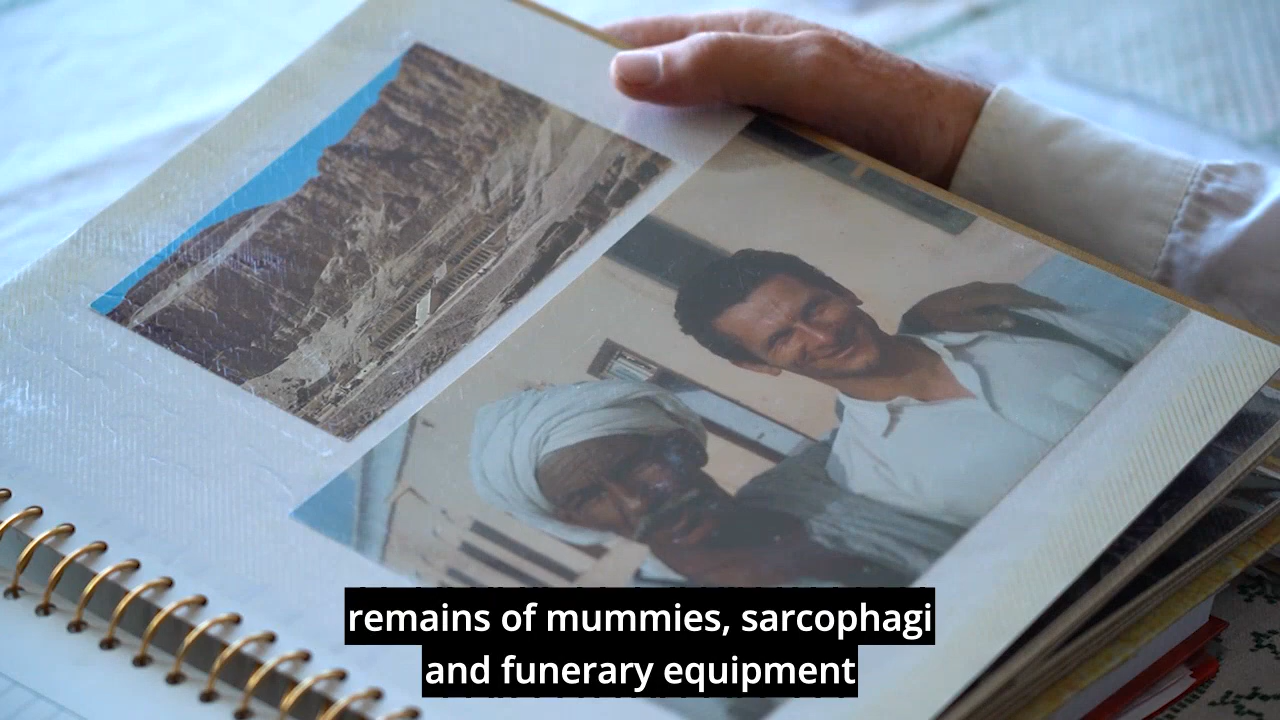 remains of mummies, sarcophagi
and funerary equipment